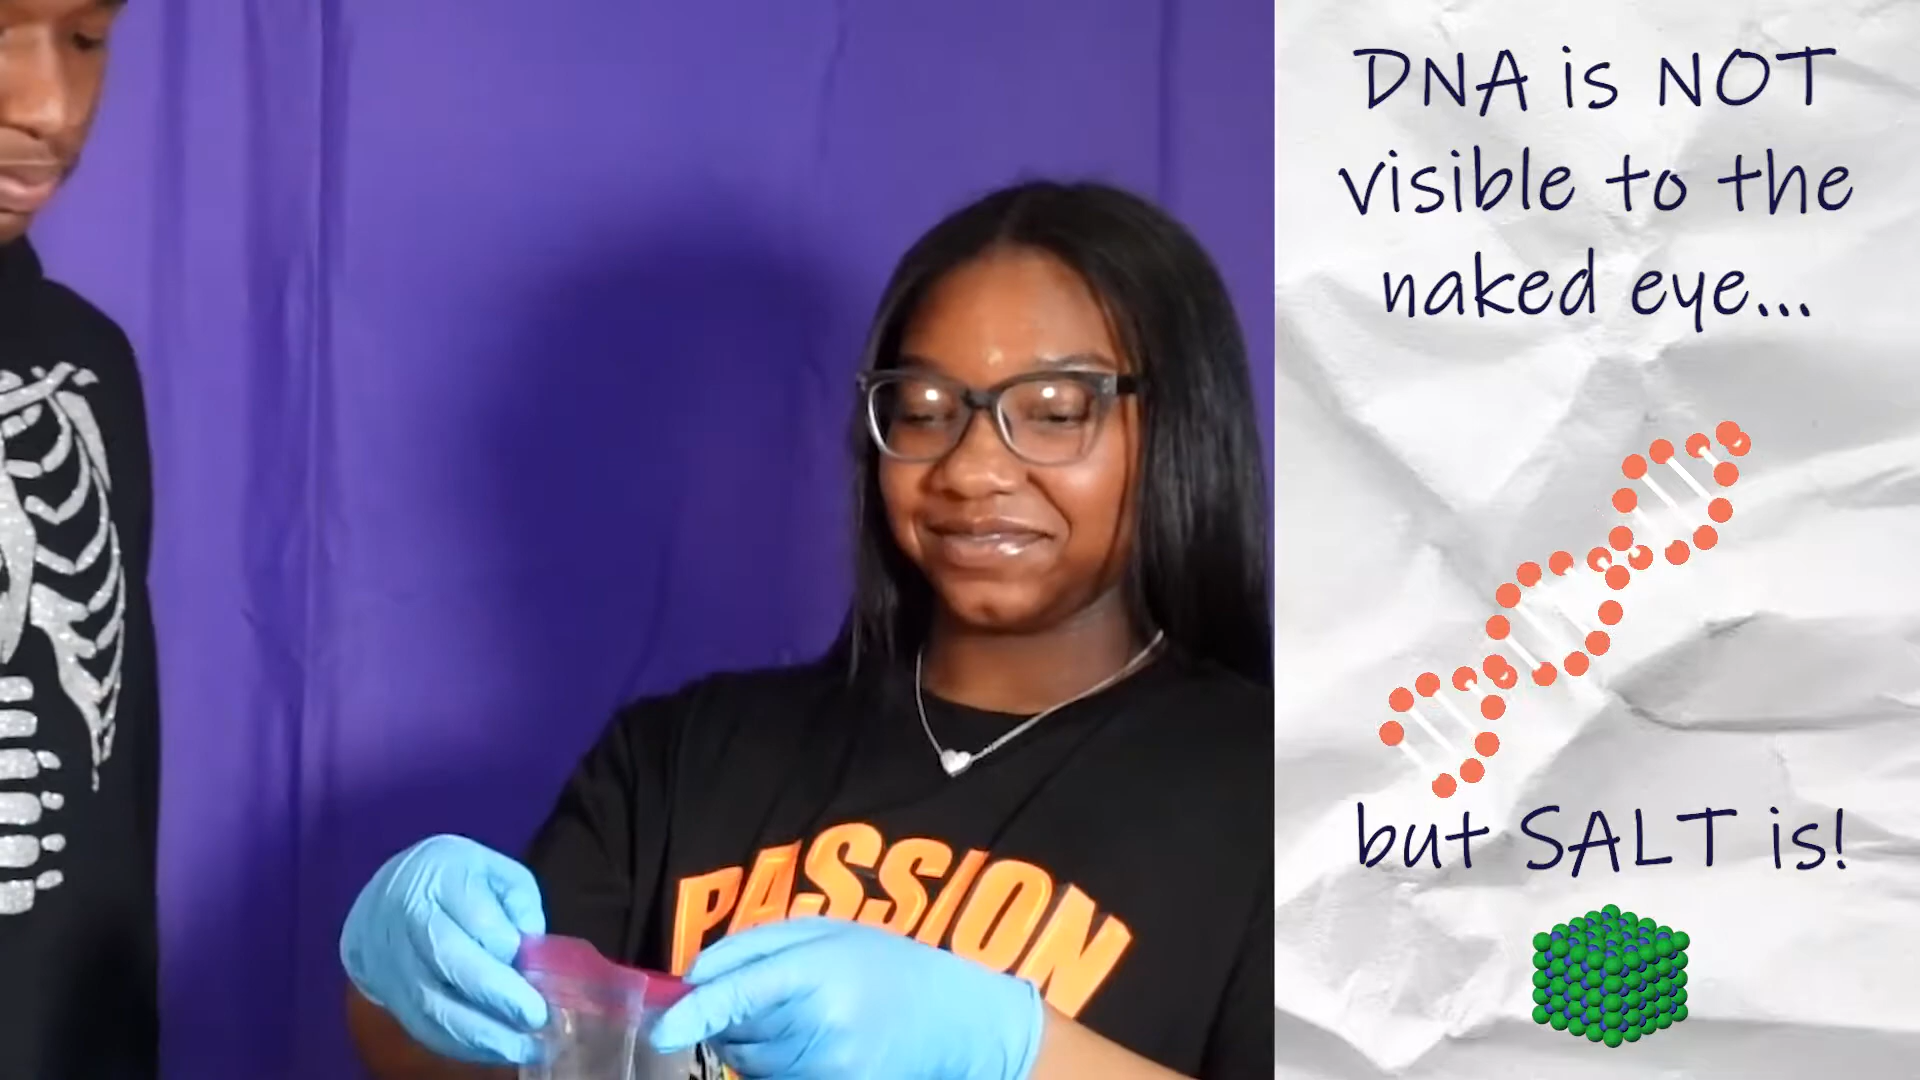 DNA is NOT
visible to the
naked eye...
but SALT is!
PASSION